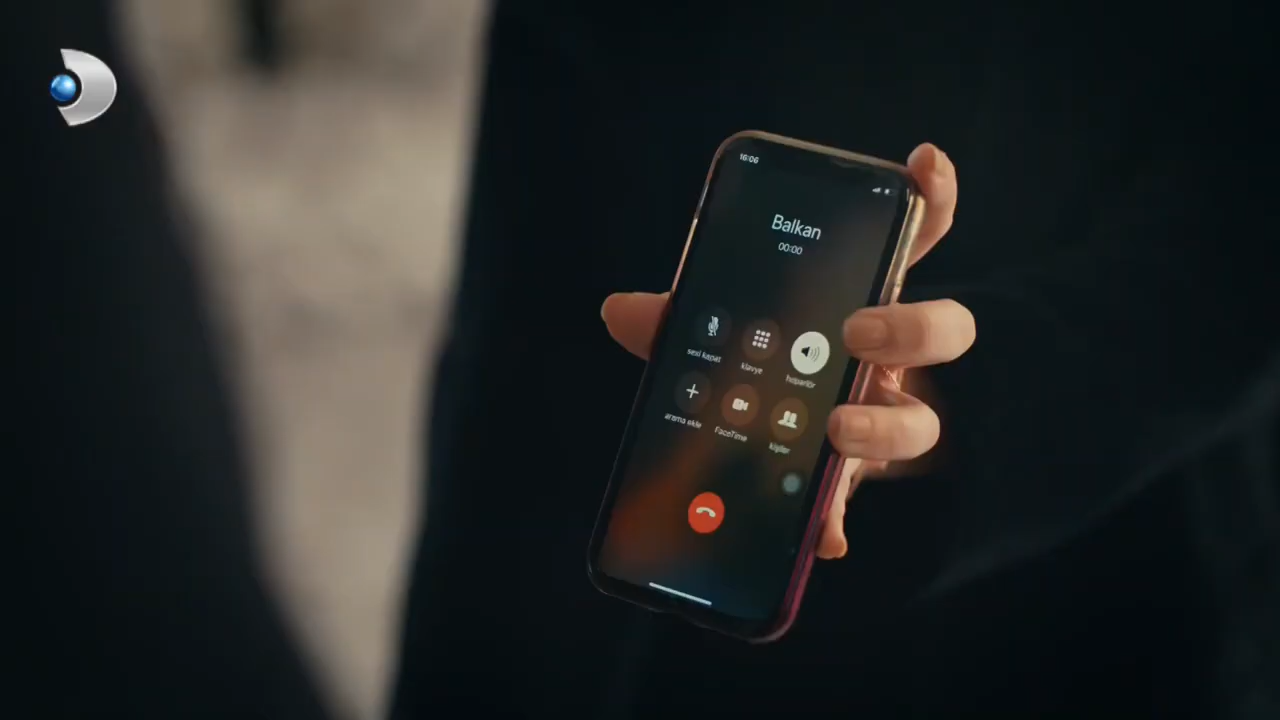 16:06
Balkan
00:00
sesi kapat
klavye
hoparlör
arama ekle
FaceTime
kişiler